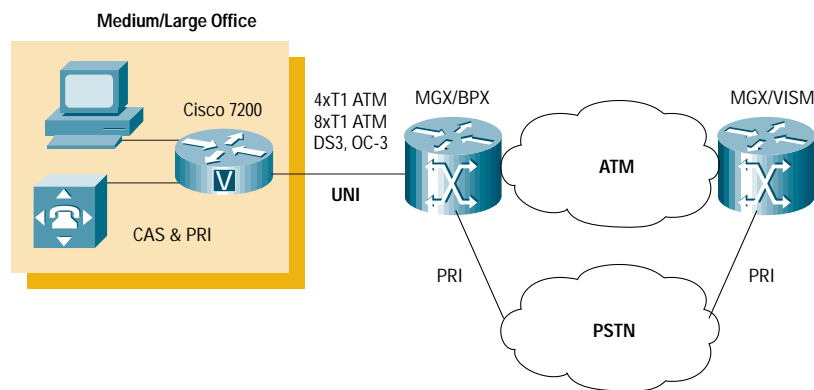 Medium/Large Office
Cisco 7200
V
CAS & PRI
4xT1 ATM
8xT1 ATM
DS3, OC-3
UNI
MGX/BPX
ATM
MGX/VISM
PRI
PRI
PSTN